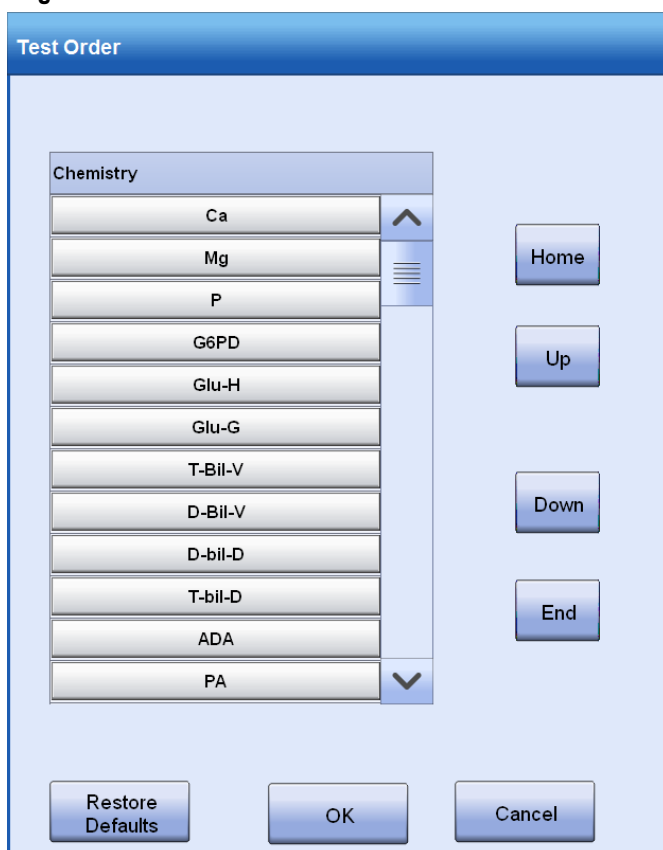 Test Order
Chemistry
Ca
Mg
P
G6PD
Glu-H
Glu-G
T-Bil-V
D-Bil-V
D-bil-D
T-bil-D
ADA
PA
Home
Up
Down
End
Restore
Defaults
OK
Cancel